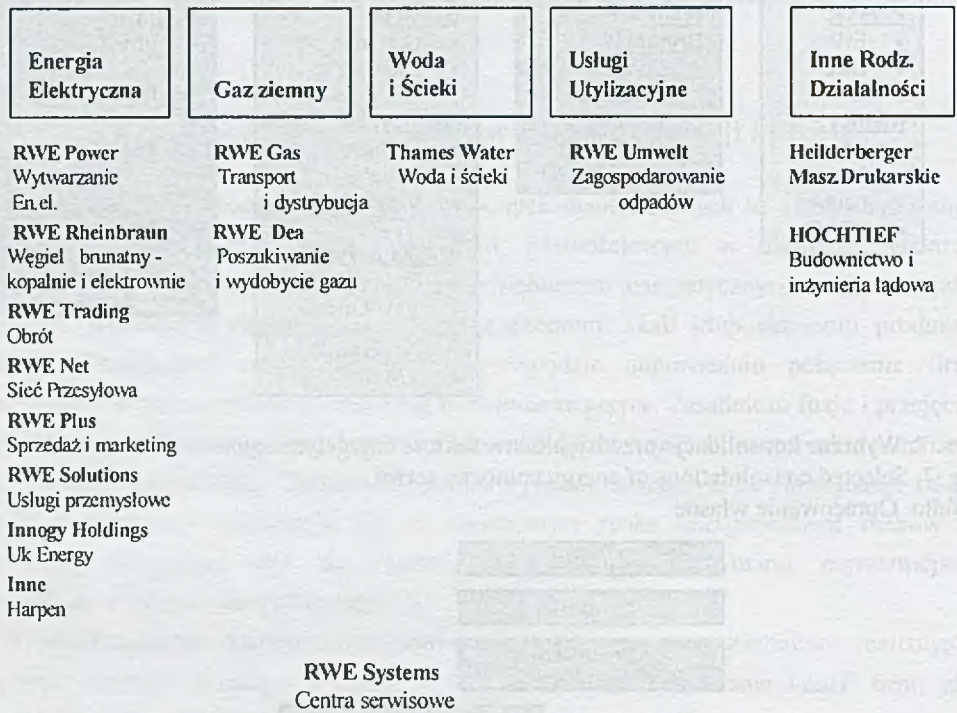 Energia
Elektryczna
Gaz ziemny
Woda
i Ścieki
Usługi
Utylizacyjne
Inne Rodz.
Działalności
RWE Power
Wytwarzanie
En.el.
RWE Rheinbraun
Węgiel brunatny -
kopalnie i elektrownie
RWE Trading
Obrót
RWE Net
Sieć Przesyłowa
RWE Plus
Sprzedaż i marketing
RWE Solutions
Usługi przemysłowe
Innogy Holdings
Uk Energy
Inne
Harpen
RWE Gas
Transport
i dystrybucja
RWE Dea
Poszukiwanie
i wydobycie gazu
Thames Water
Woda i ścieki
RWE Umwelt
Zagospodarowanie
odpadów
Heilderberger
Masz.Drukarskie
HOCHTIEF
Budownictwo i
inżynieria lądowa
RWE Systems
Centra serwisowe